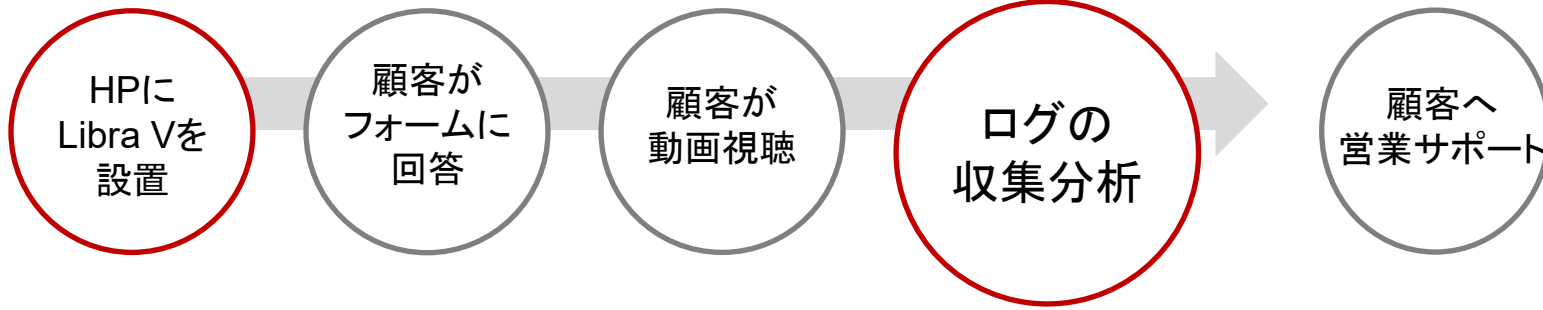 HPに
Libra Vを
設置
顧客が
フォームに
回答
顧客が
動画視聴
ログの
収集分析
顧客へ
営業サポート